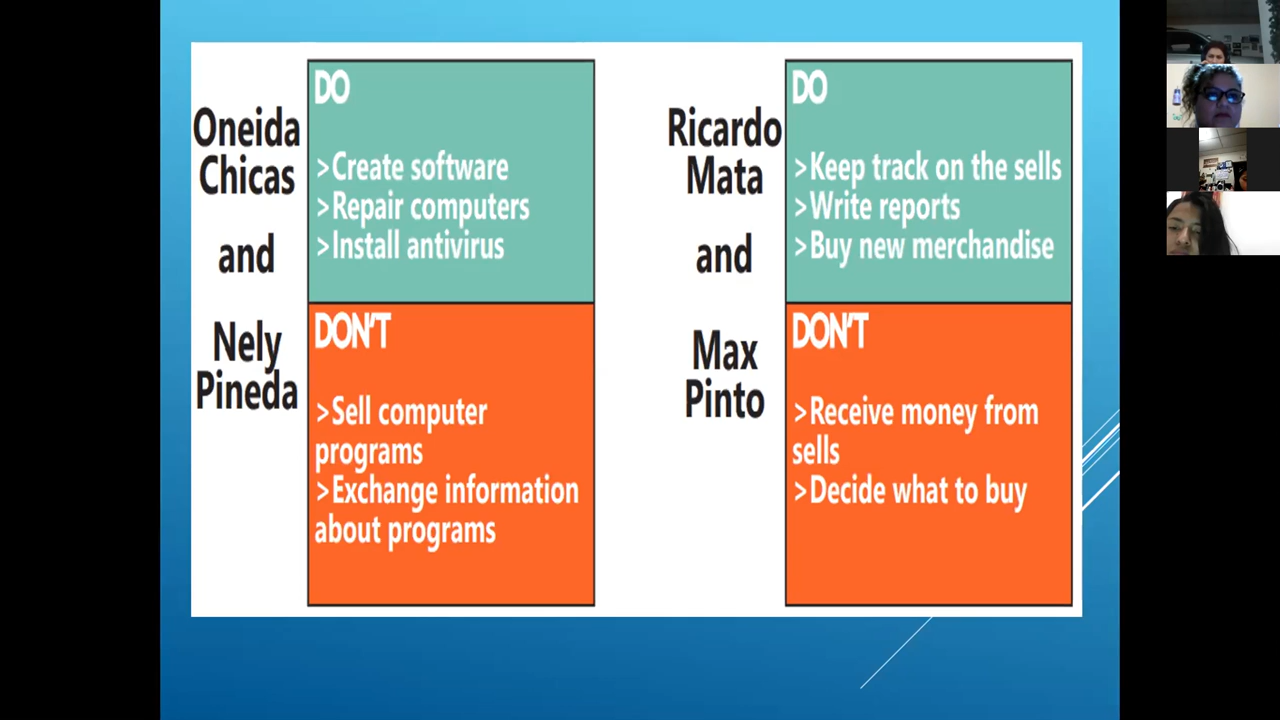 Oneida
Chicas
and
Nely
Pineda
DO
>Create software
>Repair computers
>Install antivirus
DON'T
>Sell computer
programs
>Exchange information
about programs
Ricardo
Mata
and
Max
Pinto
DO
>Keep track on the sells
>Write reports
>Buy new merchandise
DON'T
>Receive money from
sells
>Decide what to buy